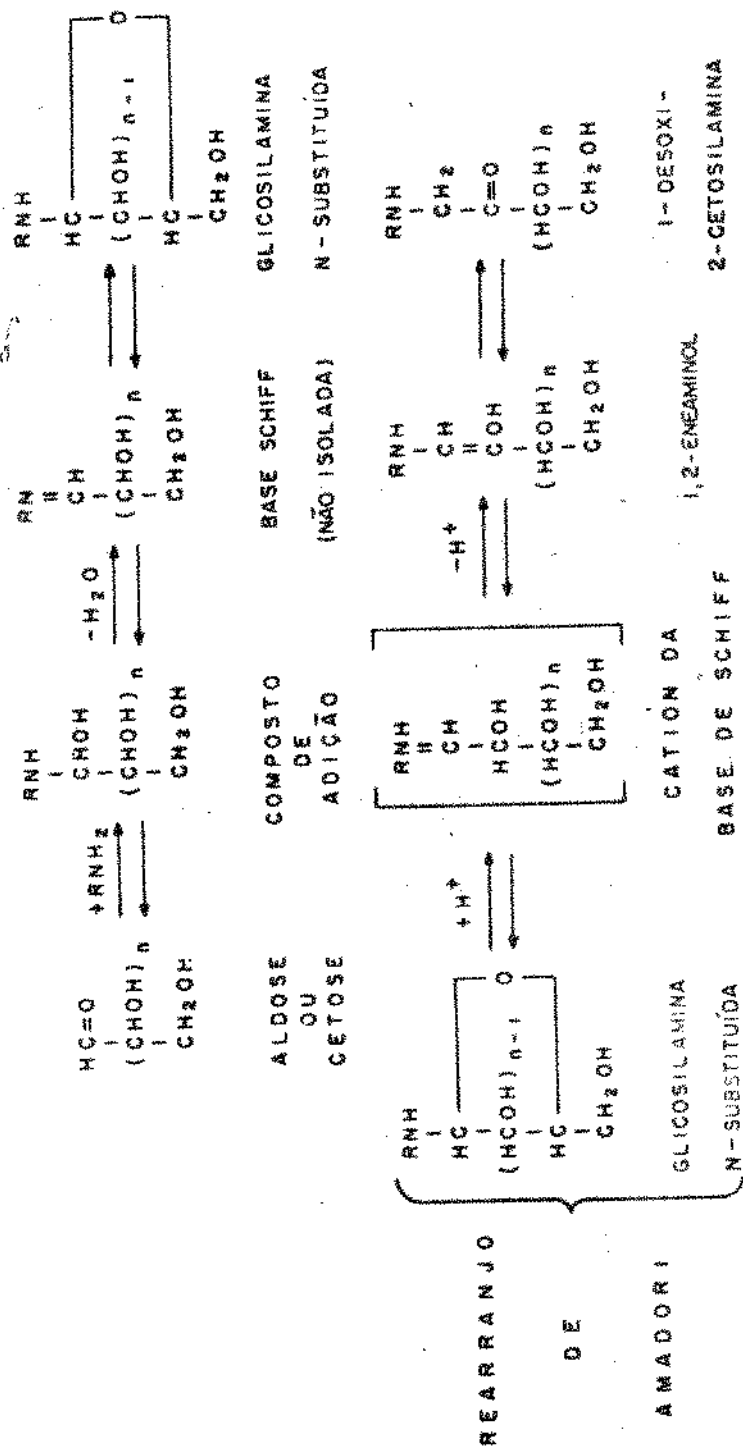 HC=O
(CHOH)n
CH2OH
ALDOSE
OU
CETOSE
+RNH2
RNH
CHOH
(CHOH)n
CH2OH
COMPOSTO
DE
ADIÇÃO
-H2O
RN
CH
(CHOH)n
CH2OH
BASE SCHIFF
(NÃO ISOLADA)
RNH
HC
(CHOH)n-1
O
HC
CH2OH
GLICOSILAMINA
N-SUBSTITUÍDA
REARRANJO
DE
AMADORI
RNH
HC
(HCOH)n-1
O
HC
CH2OH
GLICOSILAMINA
N-SUBSTITUÍDA
+H+
RNH
CH
HCOH
(HCOH)n
CH2OH
CATION DA
BASE DE SCHIFF
-H+
RNH
CH
COH
(HCOH)n
CH2OH
1,2-ENEAMINOL
RNH
CH2
C=O
(HCOH)n
CH2OH
1-DESOXI-
2-CETOSILAMINA